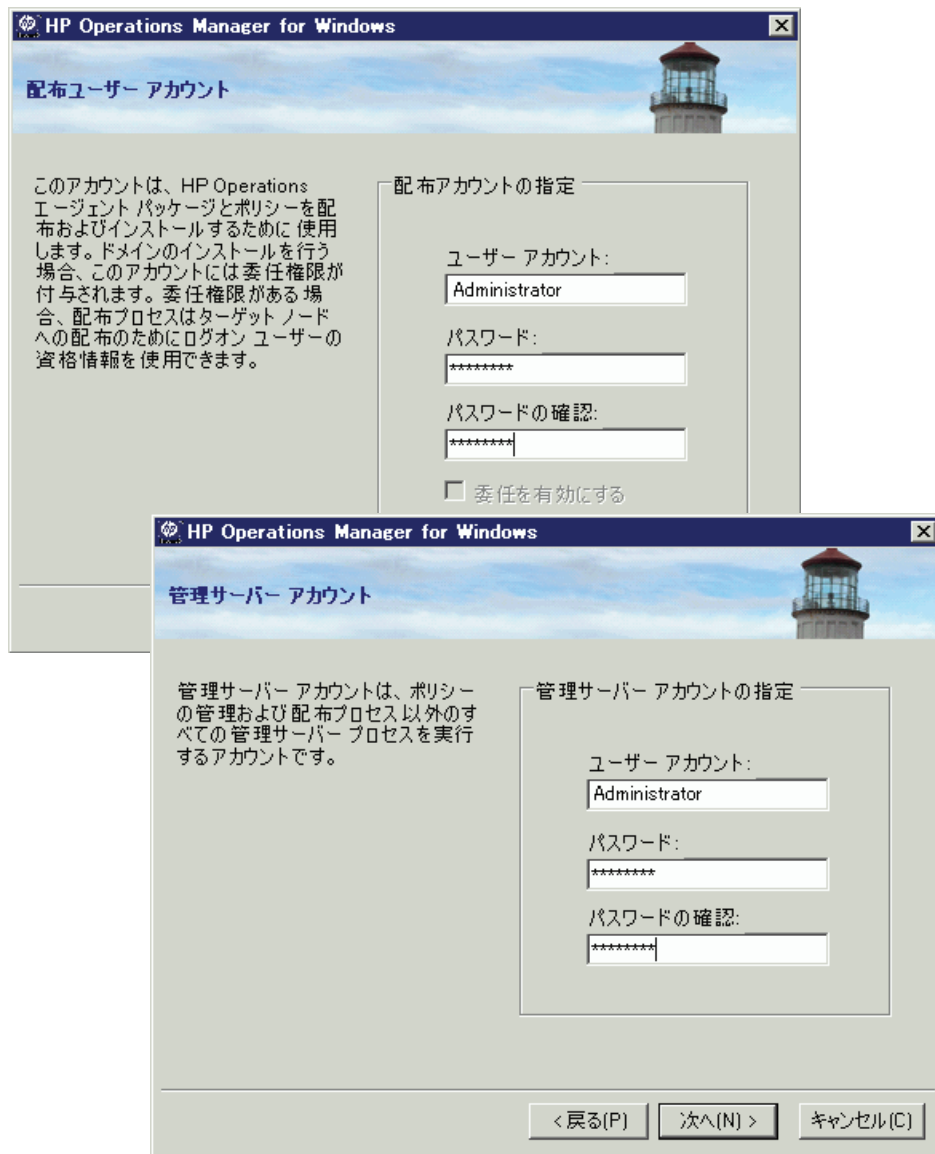 HP Operations Manager for Windows
配布ユーザー アカウント
このアカウントは、HP Operations
エージェント パッケージとポリシーを配
布およびインストールするために使用
します。ドメインのインストールを行う
場合、このアカウントには委任権限が
付与されます。委任権限がある場
合、配布プロセスはターゲット ノード
への配布のためにログオン ユーザーの
資格情報を使用できます。
配布アカウントの指定
ユーザー アカウント:
Administrator
パスワード:
********
パスワードの確認:
********
委任を有効にする
HP Operations Manager for Windows
管理サーバー アカウント
管理サーバー アカウントは、ポリシー
の管理および配布プロセス以外のす
べての管理サーバー プロセスを実行
するアカウントです。
管理サーバー アカウントの指定
ユーザー アカウント:
Administrator
パスワード:
********
パスワードの確認:
********
< 戻る(P) 次へ(N) > キャンセル(C)